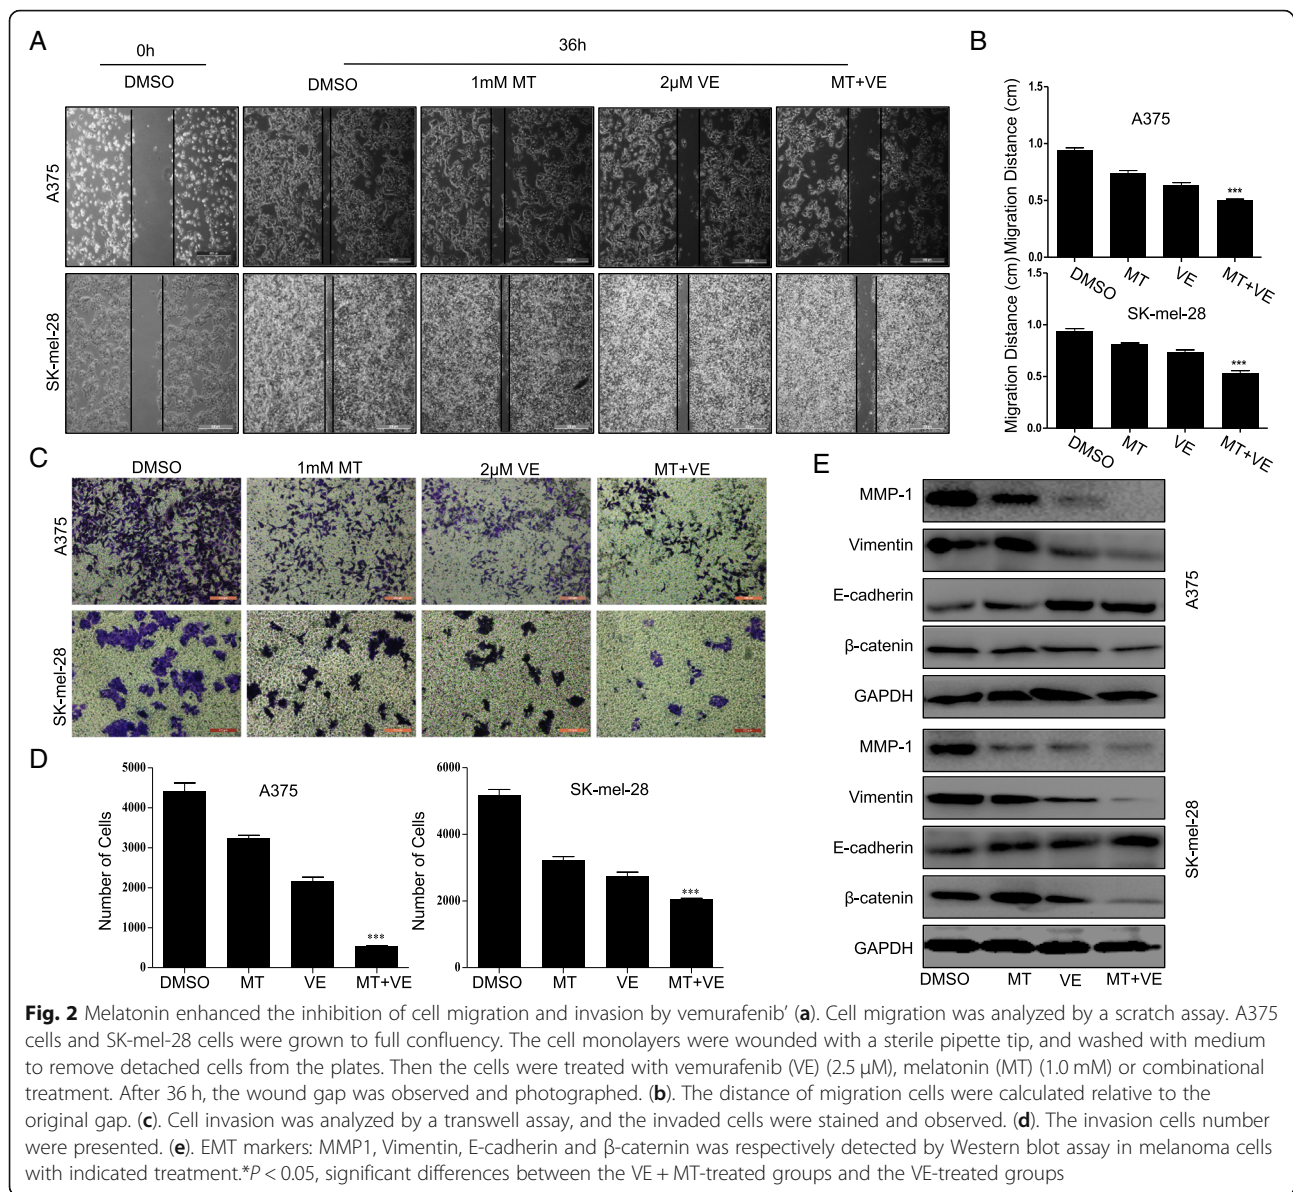 A
0h
36h
DMSO
DMSO
1mM MT
2μM VE
MT+VE
A375
SK-mel-28
B
Migration Distance (cm)
1.5
1.0
0.5
0.0
A375
***
DMSO
MT
VE
MT+VE
Migration Distance (cm)
1.0
0.5
0.0
SK-mel-28
***
DMSO
MT
VE
MT+VE
C
DMSO
1mM MT
2μM VE
MT+VE
A375
SK-mel-28
D
Number of Cells
5000
4000
3000
2000
1000
0
A375
***
DMSO
MT
VE
MT+VE
Number of Cells
6000
4000
2000
0
SK-mel-28
***
DMSO
MT
VE
MT+VE
E
MMP-1
Vimentin
E-cadherin
β-catenin
GAPDH
A375
MMP-1
Vimentin
E-cadherin
β-catenin
GAPDH
SK-mel-28
DMSO
MT
VE
MT+VE
Fig. 2 Melatonin enhanced the inhibition of cell migration and invasion by vemurafenib’ (a). Cell migration was analyzed by a scratch assay. A375
cells and SK-mel-28 cells were grown to full confluency. The cell monolayers were wounded with a sterile pipette tip, and washed with medium
to remove detached cells from the plates. Then the cells were treated with vemurafenib (VE) (2.5 μM), melatonin (MT) (1.0 mM) or combinational
treatment. After 36 h, the wound gap was observed and photographed. (b). The distance of migration cells were calculated relative to the
original gap. (c). Cell invasion was analyzed by a transwell assay, and the invaded cells were stained and observed. (d). The invasion cells number
were presented. (e). EMT markers: MMP1, Vimentin, E-cadherin and β-caternin was respectively detected by Western blot assay in melanoma cells
with indicated treatment.*P < 0.05, significant differences between the VE + MT-treated groups and the VE-treated groups